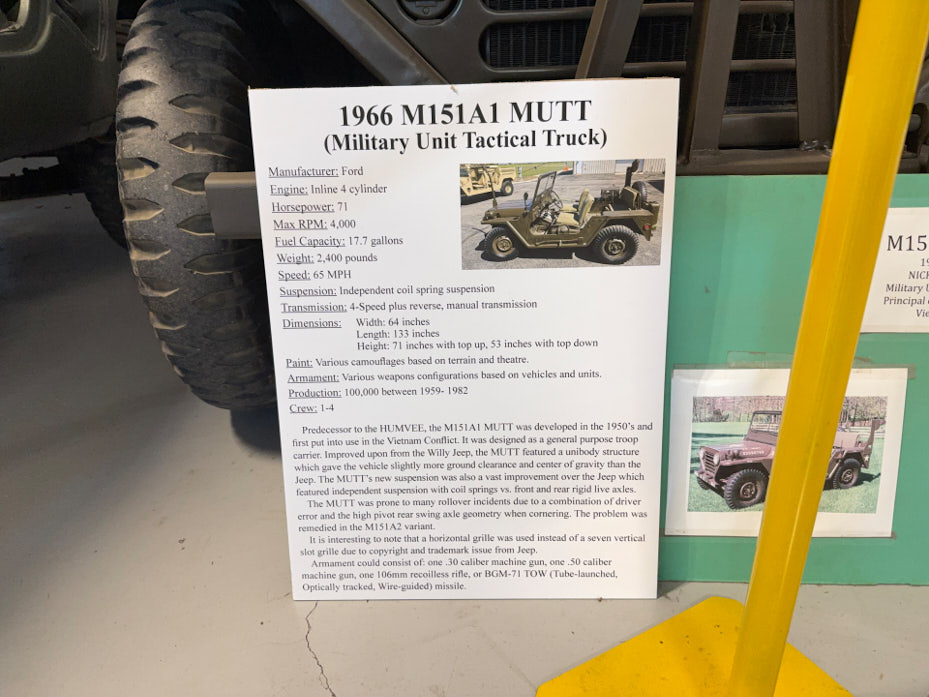 1966 M151A1 MUTT
(Military Unit Tactical Truck)
Manufacturer: Ford
Engine: Inline 4 cylinder
Horsepower: 71
Max RPM: 4,000
Fuel Capacity: 17.7 gallons
Weight: 2,400 pounds
Speed: 65 MPH
Suspension: Independent coil spring suspension
Transmission: 4-Speed plus reverse, manual transmission
Dimensions: Width: 64 inches
Length: 133 inches
Height: 71 inches with top up, 53 inches with top down
Paint: Various camouflages based on terrain and theatre.
Armament: Various weapons configurations based on vehicles and units.
Production: 100,000 between 1959- 1982
Crew: 1-4
Predecessor to the HUMVEE, the M151A1 MUTT was developed in the 1950's and
first put into use in the Vietnam Conflict. It was designed as a general purpose troop
carrier. Improved upon from the Willy Jeep, the MUTT featured a unibody structure
which gave the vehicle slightly more ground clearance and center of gravity than the
Jeep. The MUTT's new suspension was also a vast improvement over the Jeep which
featured independent suspension with coil springs vs. front and rear rigid live axles.
The MUTT was prone to many rollover incidents due to a combination of driver
error and the high pivot rear swing axle geometry when cornering. The problem was
remedied in the M151A2 variant.
It is interesting to note that a horizontal grille was used instead of a seven vertical
slot grille due to copyright and trademark issue from Jeep.
Armament could consist of: one .30 caliber machine gun, one .50 caliber
machine gun, one 106mm recoilless rifle, or BGM-71 TOW (Tube-launched,
Optically tracked, Wire-guided) missile.
M15
19
NICK
Military U
Principal
Vie